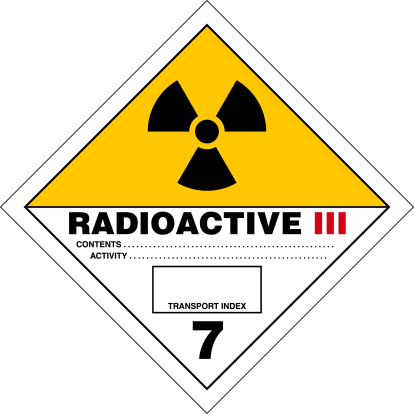 RADIOACTIVE III
CONTENTS ................................................
ACTIVITY .............................................
TRANSPORT INDEX
7